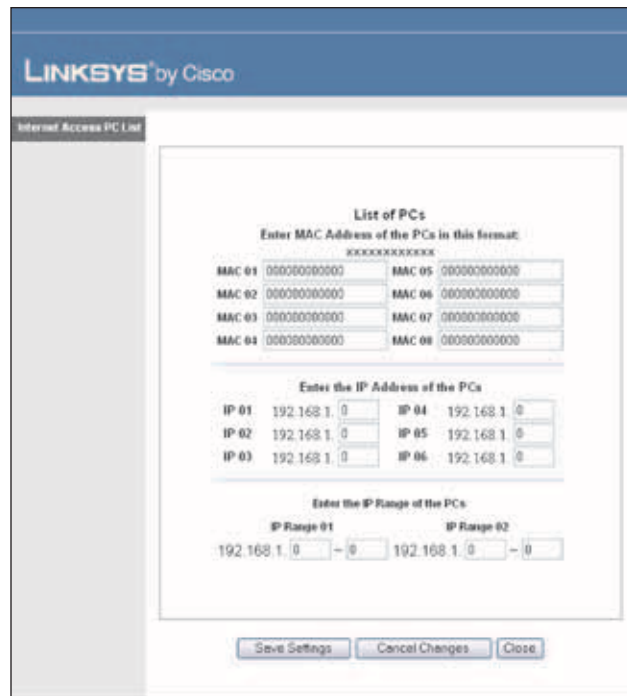 LINKSYS® by Cisco
Internet Access PC List
List of PCs
Enter MAC Address of the PCs in this format:
XXXXXXXXXXXX
MAC 01 000000000000 MAC 05 000000000000
MAC 02 000000000000 MAC 06 000000000000
MAC 03 000000000000 MAC 07 000000000000
MAC 04 000000000000 MAC 08 000000000000
Enter the IP Address of the PCs
IP 01 192.168.1. 0 IP 04 192.168.1. 0
IP 02 192.168.1. 0 IP 05 192.168.1. 0
IP 03 192.168.1. 0 IP 06 192.168.1. 0
Enter the IP Range of the PCs
IP Range 01 IP Range 02
192.168.1. 0 ~ 0 192.168.1. 0 ~ 0
Save Settings Cancel Changes Close